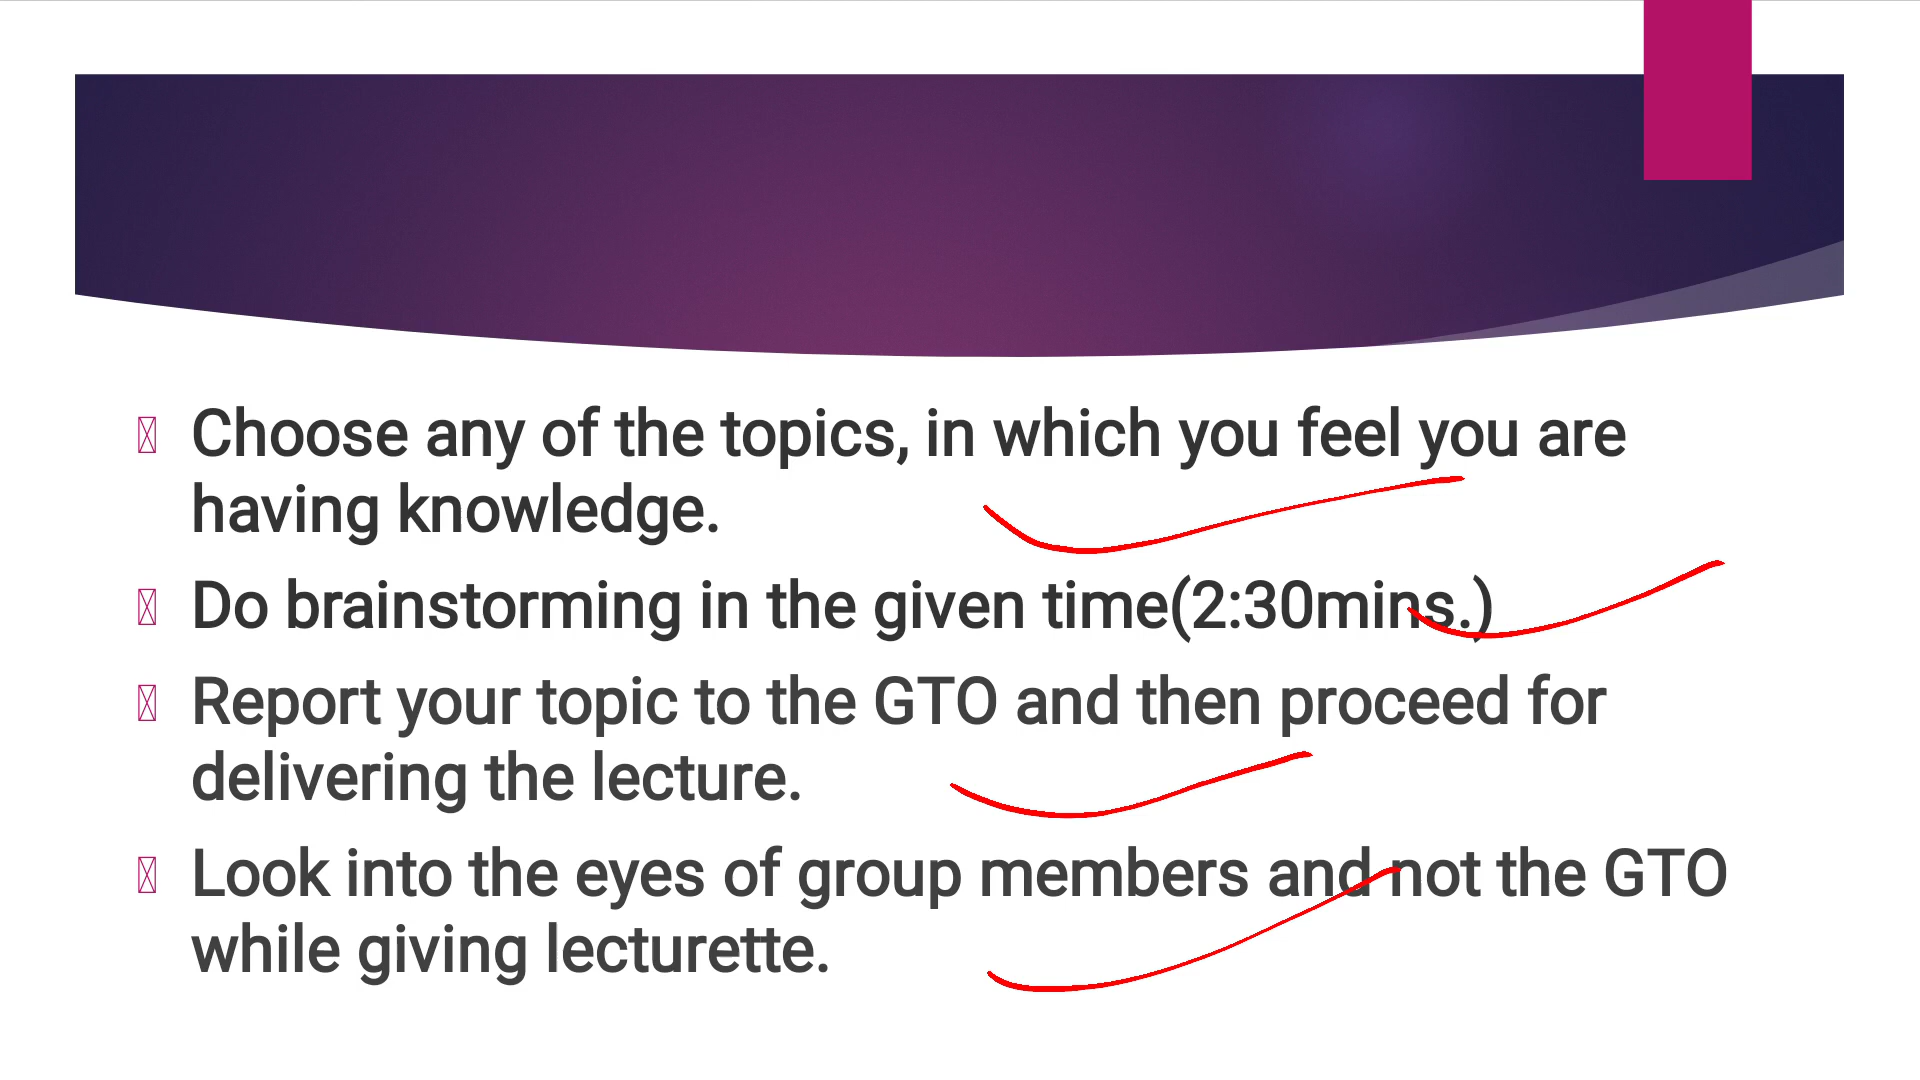 Choose any of the topics, in which you feel you are
having knowledge.
Do brainstorming in the given time(2:30mins.)
Report your topic to the GTO and then proceed for
delivering the lecture.
Look into the eyes of group members and not the GTO
while giving lecturette.